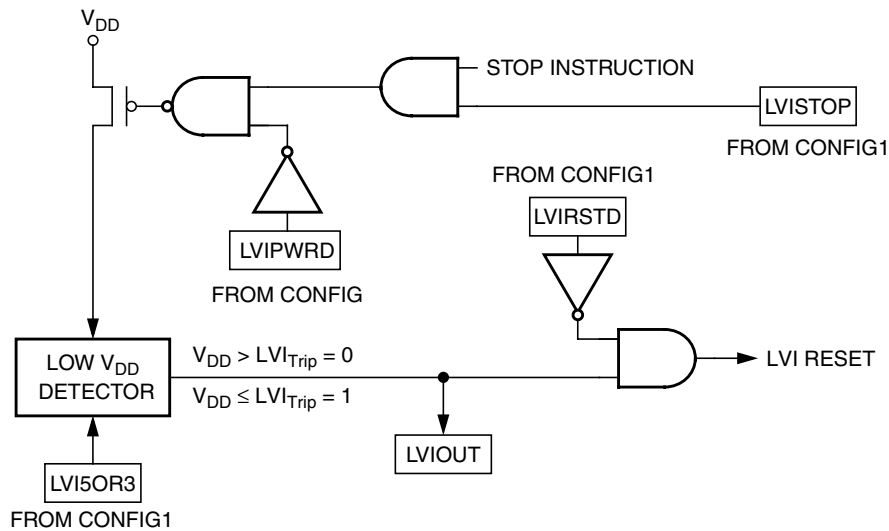 VDD
STOP INSTRUCTION
LVISTOP
FROM CONFIG1
FROM CONFIG1
LVIRSTD
LVIPWRD
FROM CONFIG
LOW VDD
DETECTOR
VDD > LVITrip = 0
VDD ≤ LVITrip = 1
LVI RESET
LVIOUT
LVI5OR3
FROM CONFIG1